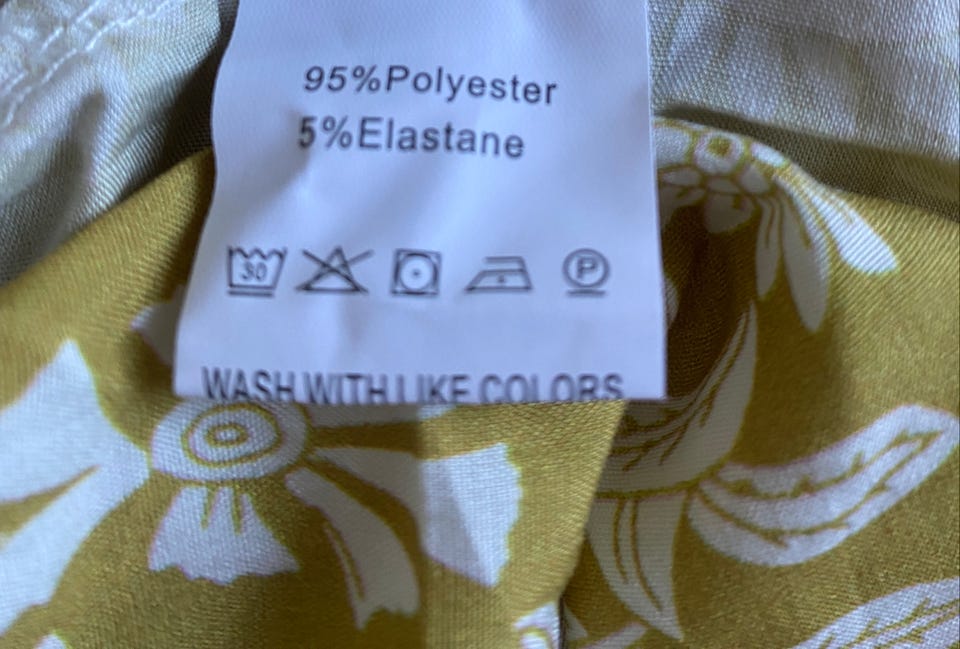 95%Polyester
5%Elastane
30 P
WASH WITH LIKE COLORS